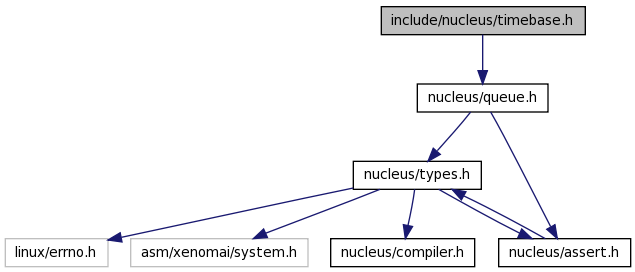 include/nucleus/timebase.h
nucleus/queue.h
nucleus/types.h
linux/errno.h
asm/xenomai/system.h
nucleus/compiler.h
nucleus/assert.h